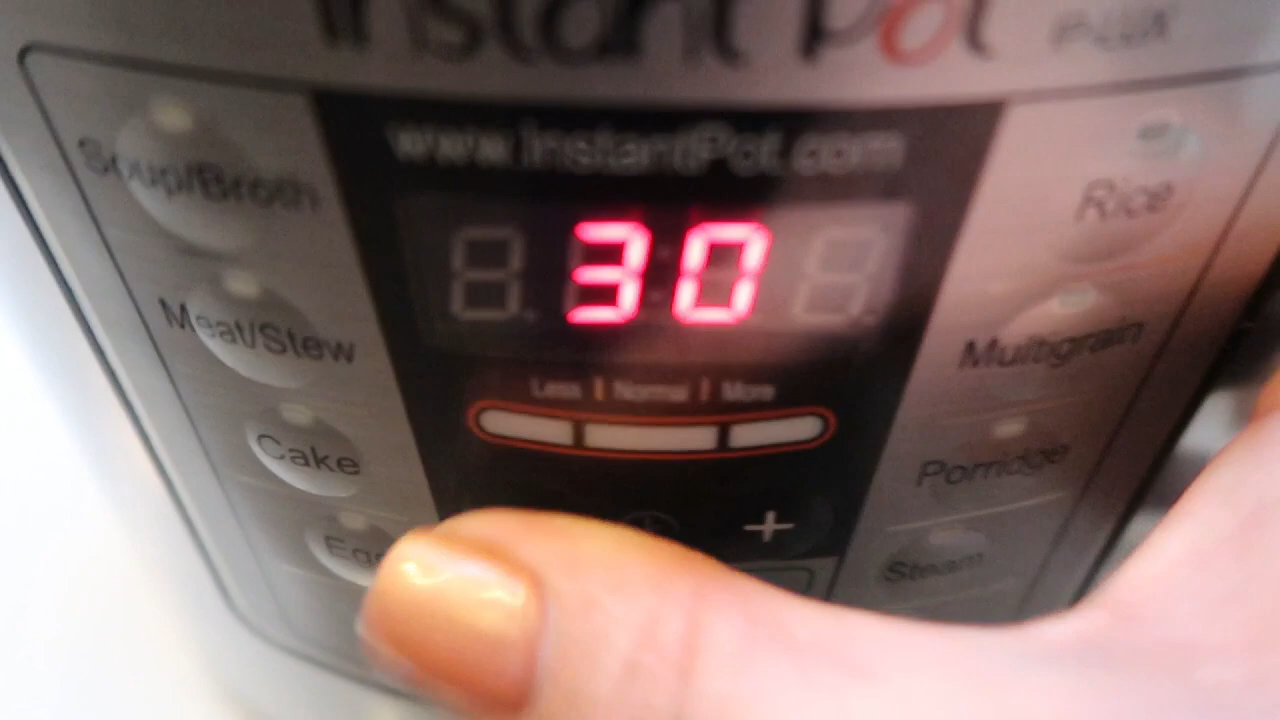 Instant Pot
www.InstantPot.com
30
Less | Normal | More
Soup/Broth
Meat/Stew
Cake
+
Rice
Multigrain
Porridge
Steam